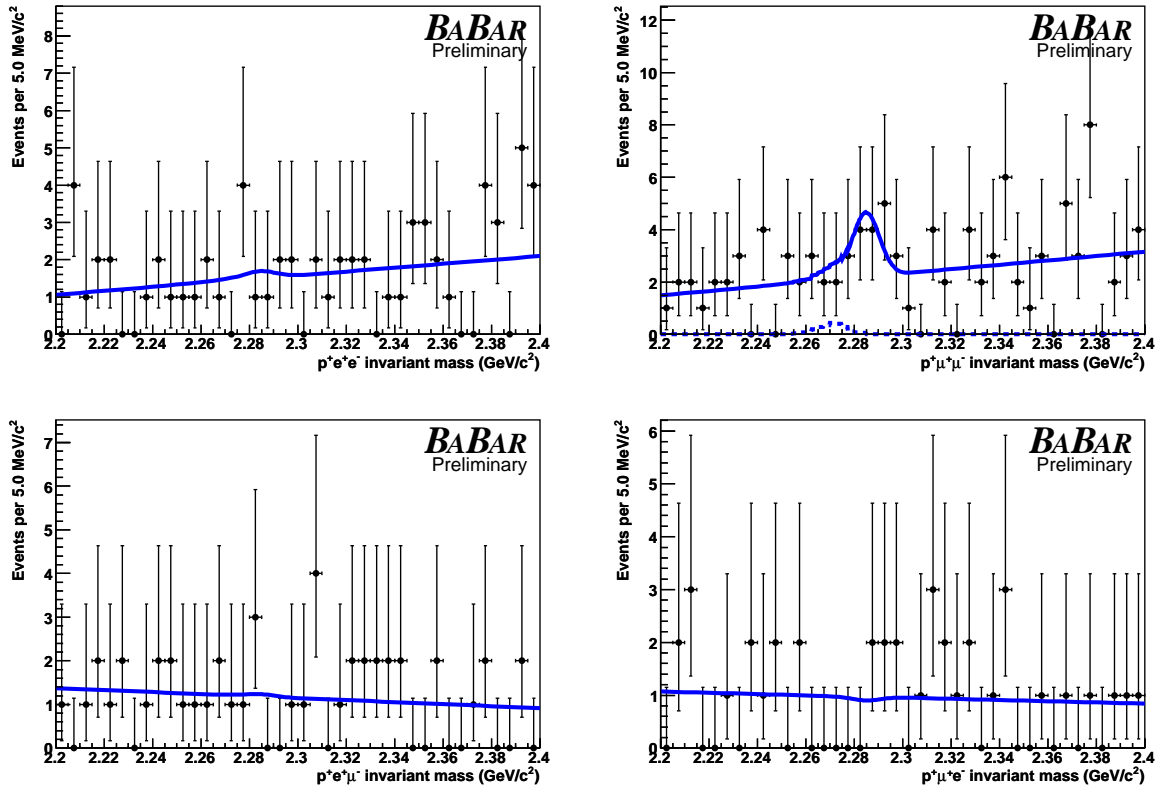 Events per 5.0 MeV/c²
8
7
6
5
4
3
2
1
0
BABAR
Preliminary
2.2 2.22 2.24 2.26 2.28 2.3 2.32 2.34 2.36 2.38 2.4
p⁺e⁺e⁻ invariant mass (GeV/c²)
Events per 5.0 MeV/c²
12
10
8
6
4
2
0
BABAR
Preliminary
2.2 2.22 2.24 2.26 2.28 2.3 2.32 2.34 2.36 2.38 2.4
p⁺μ⁺μ⁻ invariant mass (GeV/c²)
Events per 5.0 MeV/c²
7
6
5
4
3
2
1
0
BABAR
Preliminary
2.2 2.22 2.24 2.26 2.28 2.3 2.32 2.34 2.36 2.38 2.4
p⁺e⁺μ⁻ invariant mass (GeV/c²)
Events per 5.0 MeV/c²
6
5
4
3
2
1
0
BABAR
Preliminary
2.2 2.22 2.24 2.26 2.28 2.3 2.32 2.34 2.36 2.38 2.4
p⁺μ⁺e⁻ invariant mass (GeV/c²)